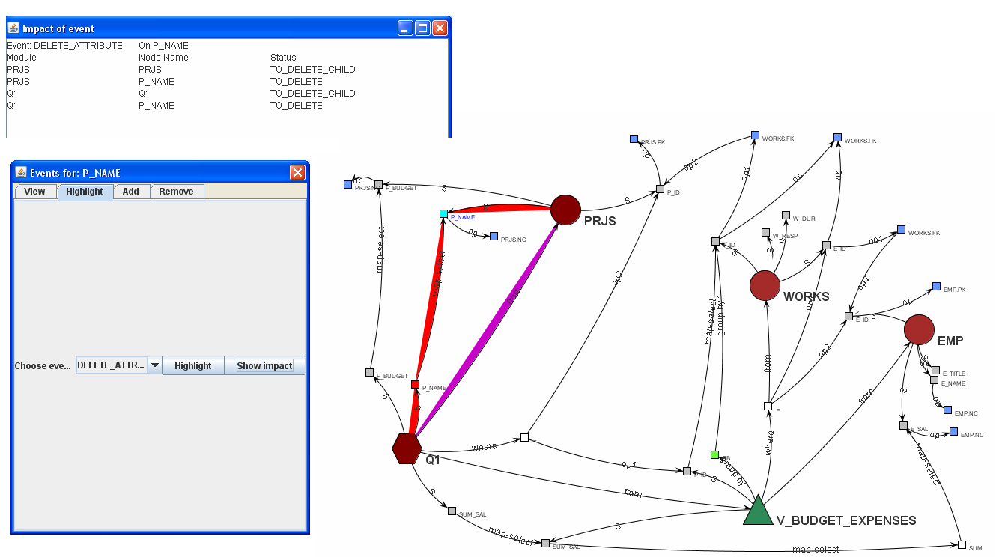 Impact of event
Event: DELETE_ATTRIBUTE On P_NAME
Module Node Name Status
PRJS PRJS TO_DELETE_CHILD
PRJS P_NAME TO_DELETE
Q1 Q1 TO_DELETE_CHILD
Q1 P_NAME TO_DELETE
Events for: P_NAME
View Highlight Add Remove
Choose eve... DELETE_ATTR... Highlight Show impact
PRJS.PK
WORKS.FK
WORKS.PK
op
op2
op1
op
op
op
P_BUDGET
S
P_ID
S
PRJS
S
P_NAME
op
PRJS.NC
W_DUR
W_RESP
S
S
S
S
E_ID
op1
WORKS.FK
map-select
map-select
from
op2
WORKS
op
op2
EMP.PK
op
E_ID
S
EMP
map-select
group by 1
from
op2
E_TITLE
E_NAME
op
EMP.NC
S
from
P_BUDGET
S
P_NAME
S
E_SAL
op
EMP.NC
Q1
where
=
op1
where
GB
group by
S
map-select
from
S
SUM_SAL
map-select
S
SUM_SAL
V_BUDGET_EXPENSES
map-select
SUM